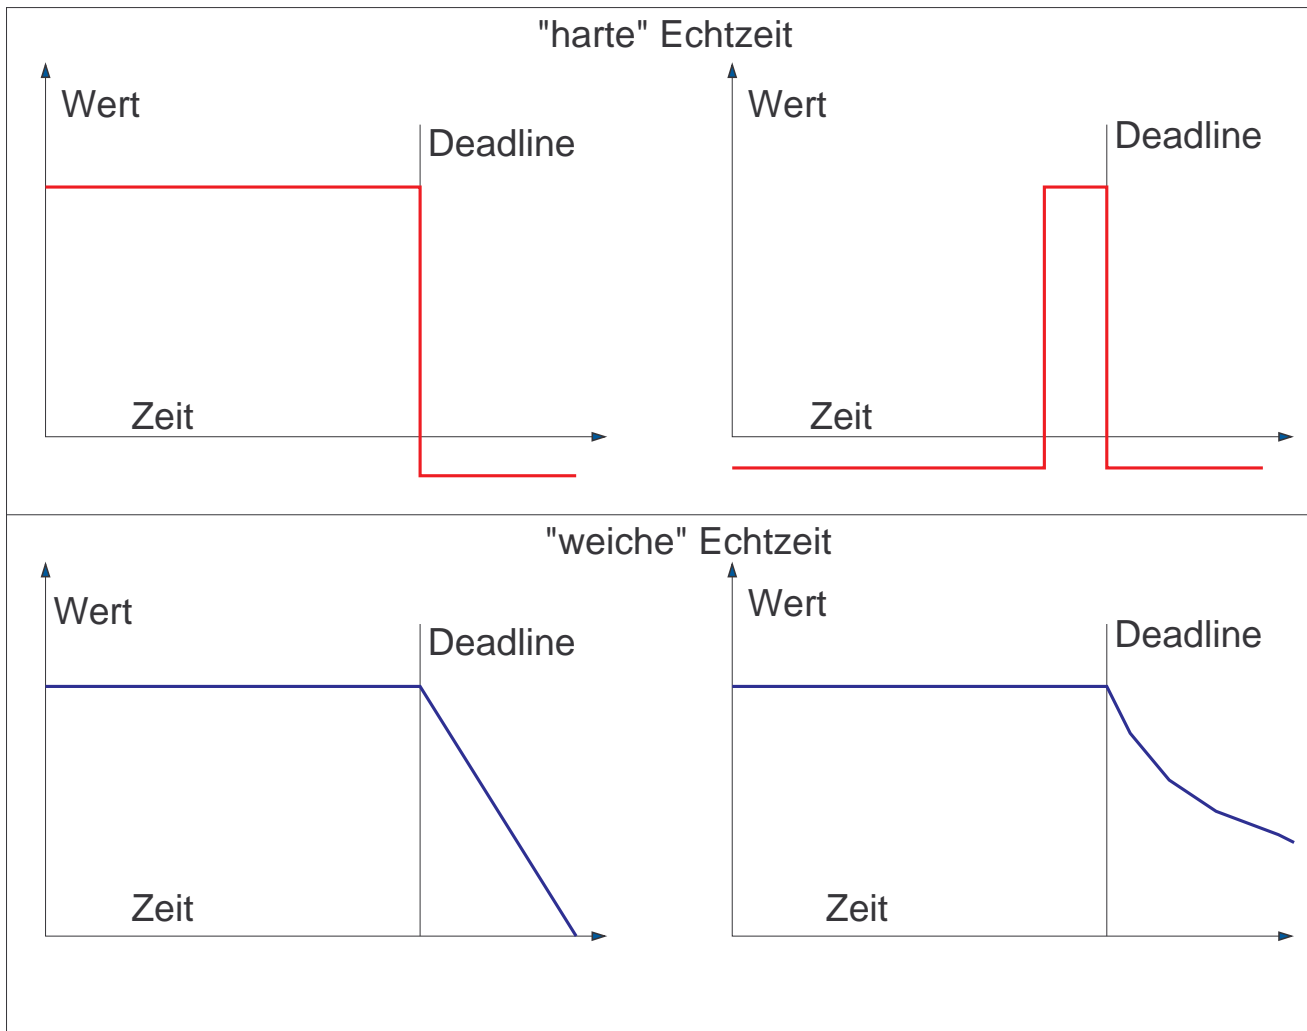 "harte" Echtzeit
Wert
Deadline
Zeit
Wert
Deadline
Zeit
"weiche" Echtzeit
Wert
Deadline
Zeit
Wert
Deadline
Zeit